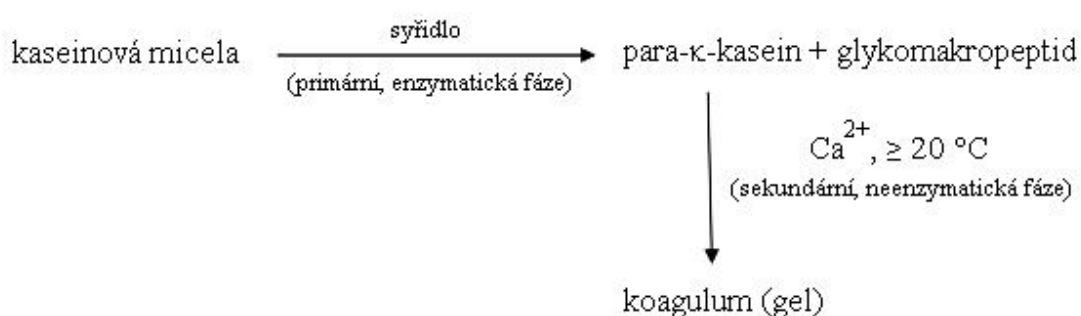 syřidlo
kaseinová micela
para-κ-kasein + glykomakropeptid
(primární, enzymatická fáze)
Ca2+, ≥ 20 °C
(sekundární, neenzymatická fáze)
koagulum (gel)